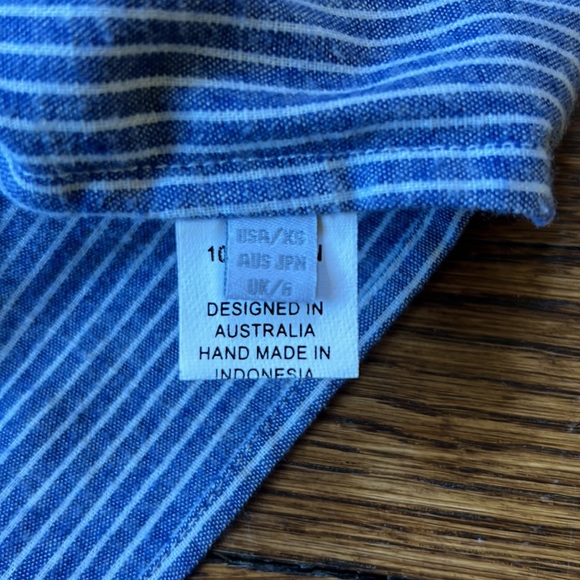 USA/XS
AUS JPN
UK/6
10
DESIGNED IN
AUSTRALIA
HAND MADE IN
INDONESIA